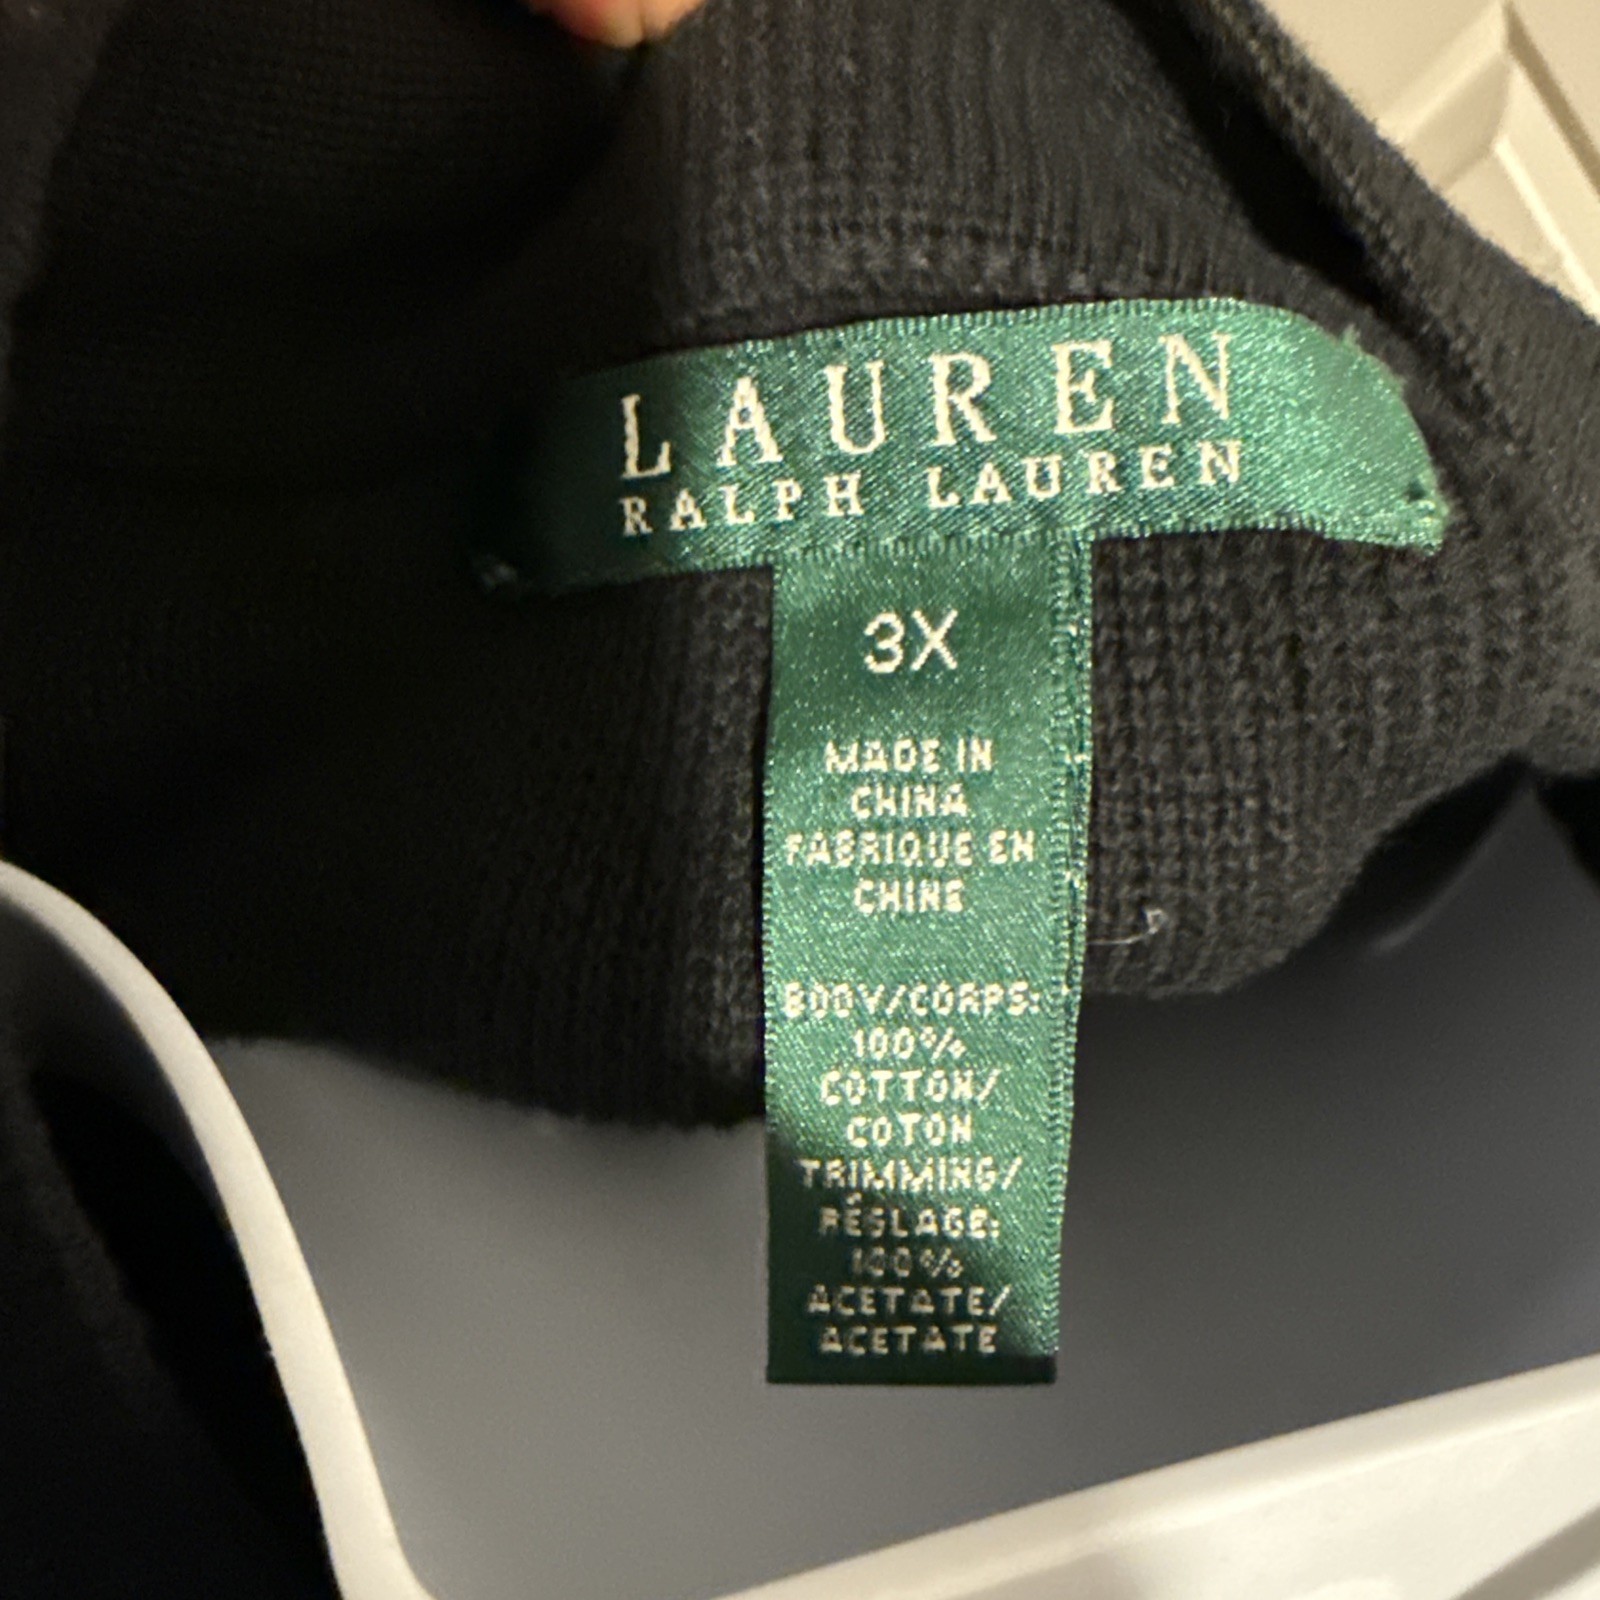 LAUREN
RALPH LAUREN
3X
MADE IN
CHINA
FABRIQUE EN
CHINE
BODY/CORPS:
100%
COTTON/
COTON
TRIMMING/
RÉSLAGE:
100%
ACETATE/
ACETATE